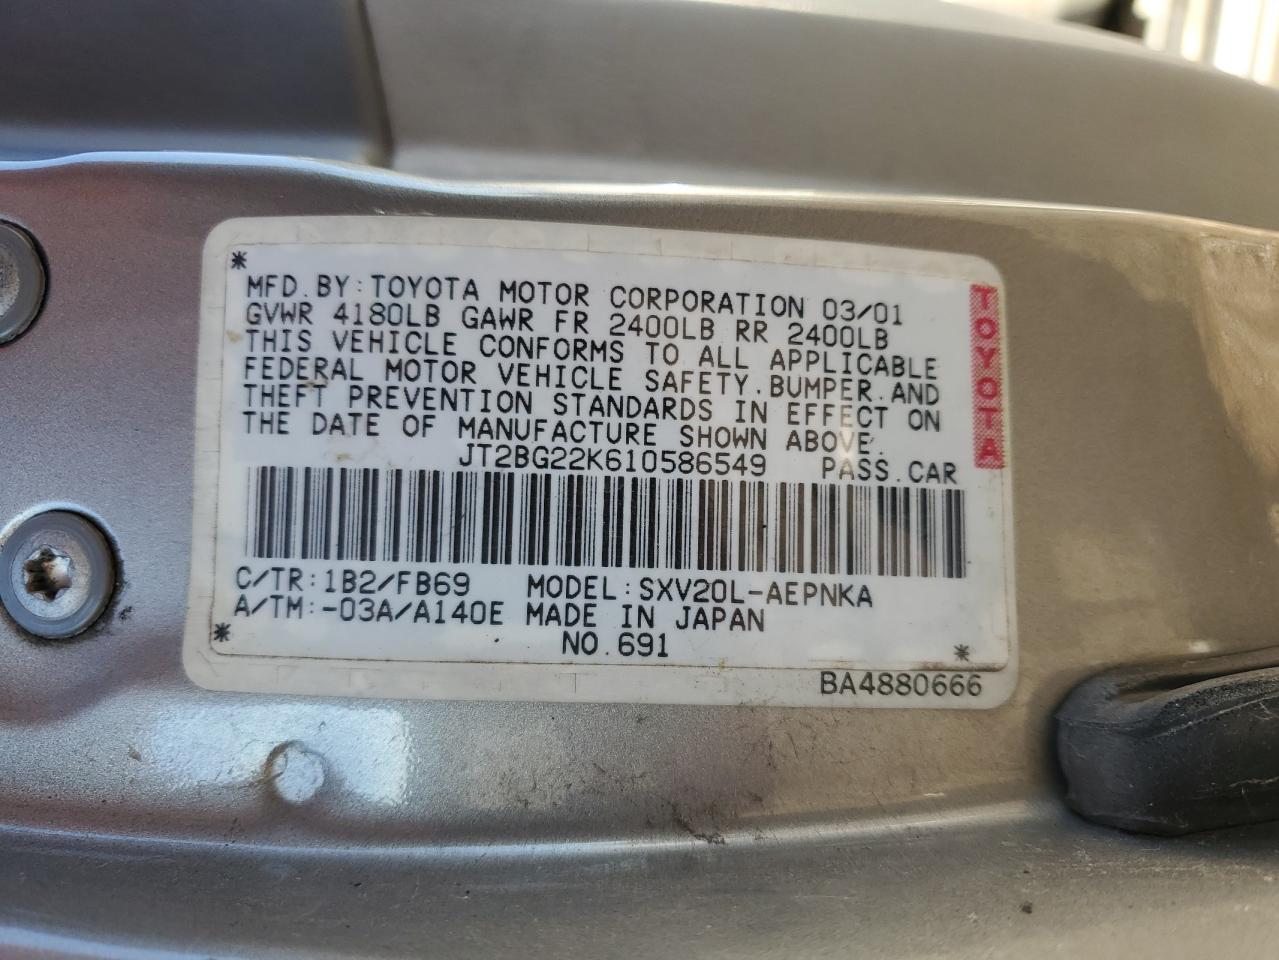 *
MFD.BY:TOYOTA MOTOR CORPORATION 03/01
GVWR 4180LB GAWR FR 2400LB RR 2400LB
THIS VEHICLE CONFORMS TO ALL APPLICABLE
FEDERAL MOTOR VEHICLE SAFETY.BUMPER.AND
THEFT PREVENTION STANDARDS IN EFFECT ON
THE DATE OF MANUFACTURE SHOWN ABOVE.
JT2BG22K610586549 PASS.CAR
TOYOTA
C/TR:1B2/FB69 MODEL:SXV20L-AEPNKA
A/TM:-03A/A140E MADE IN JAPAN
* NO.691 *
BA4880666